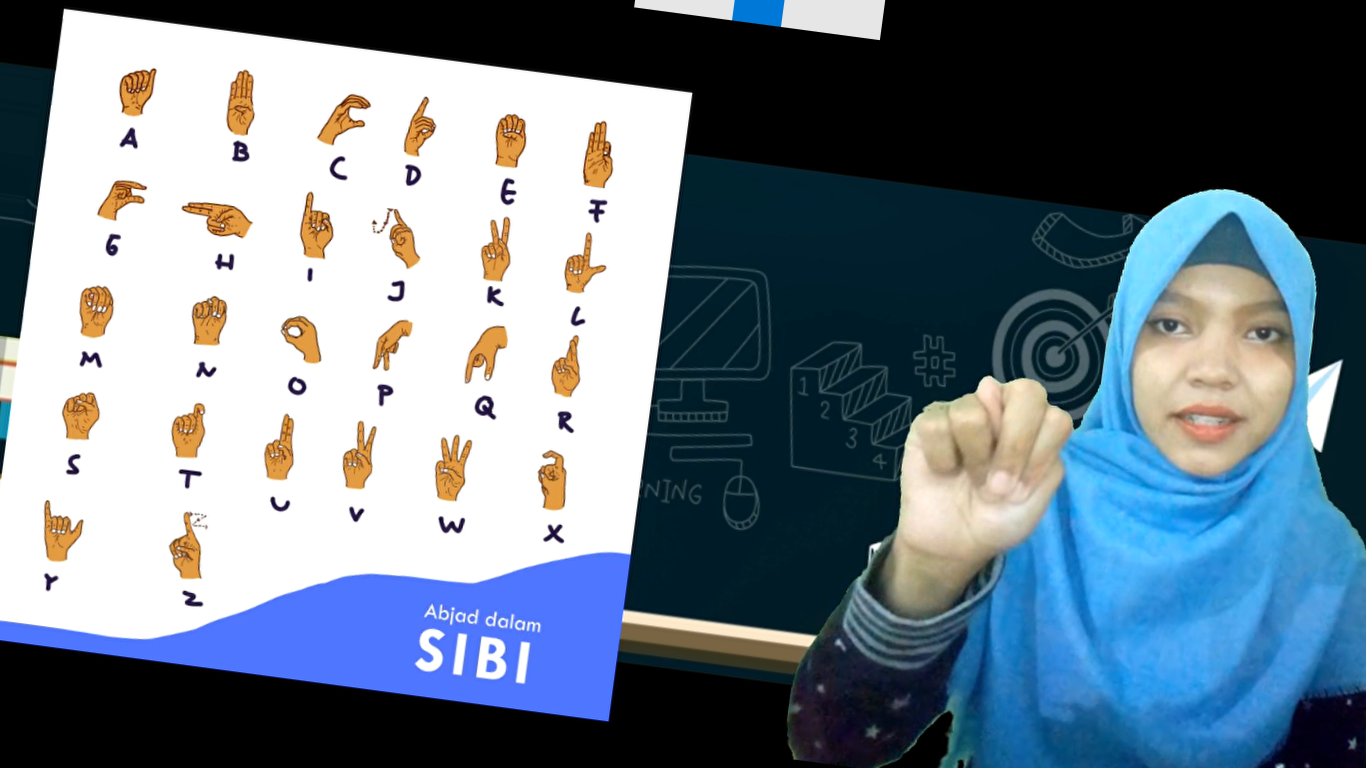 A B C D E F
G H I J K L
M N O P Q R
S T U V W X
Y Z
Abjad dalam
SIBI
#
1
2
3
4
NING